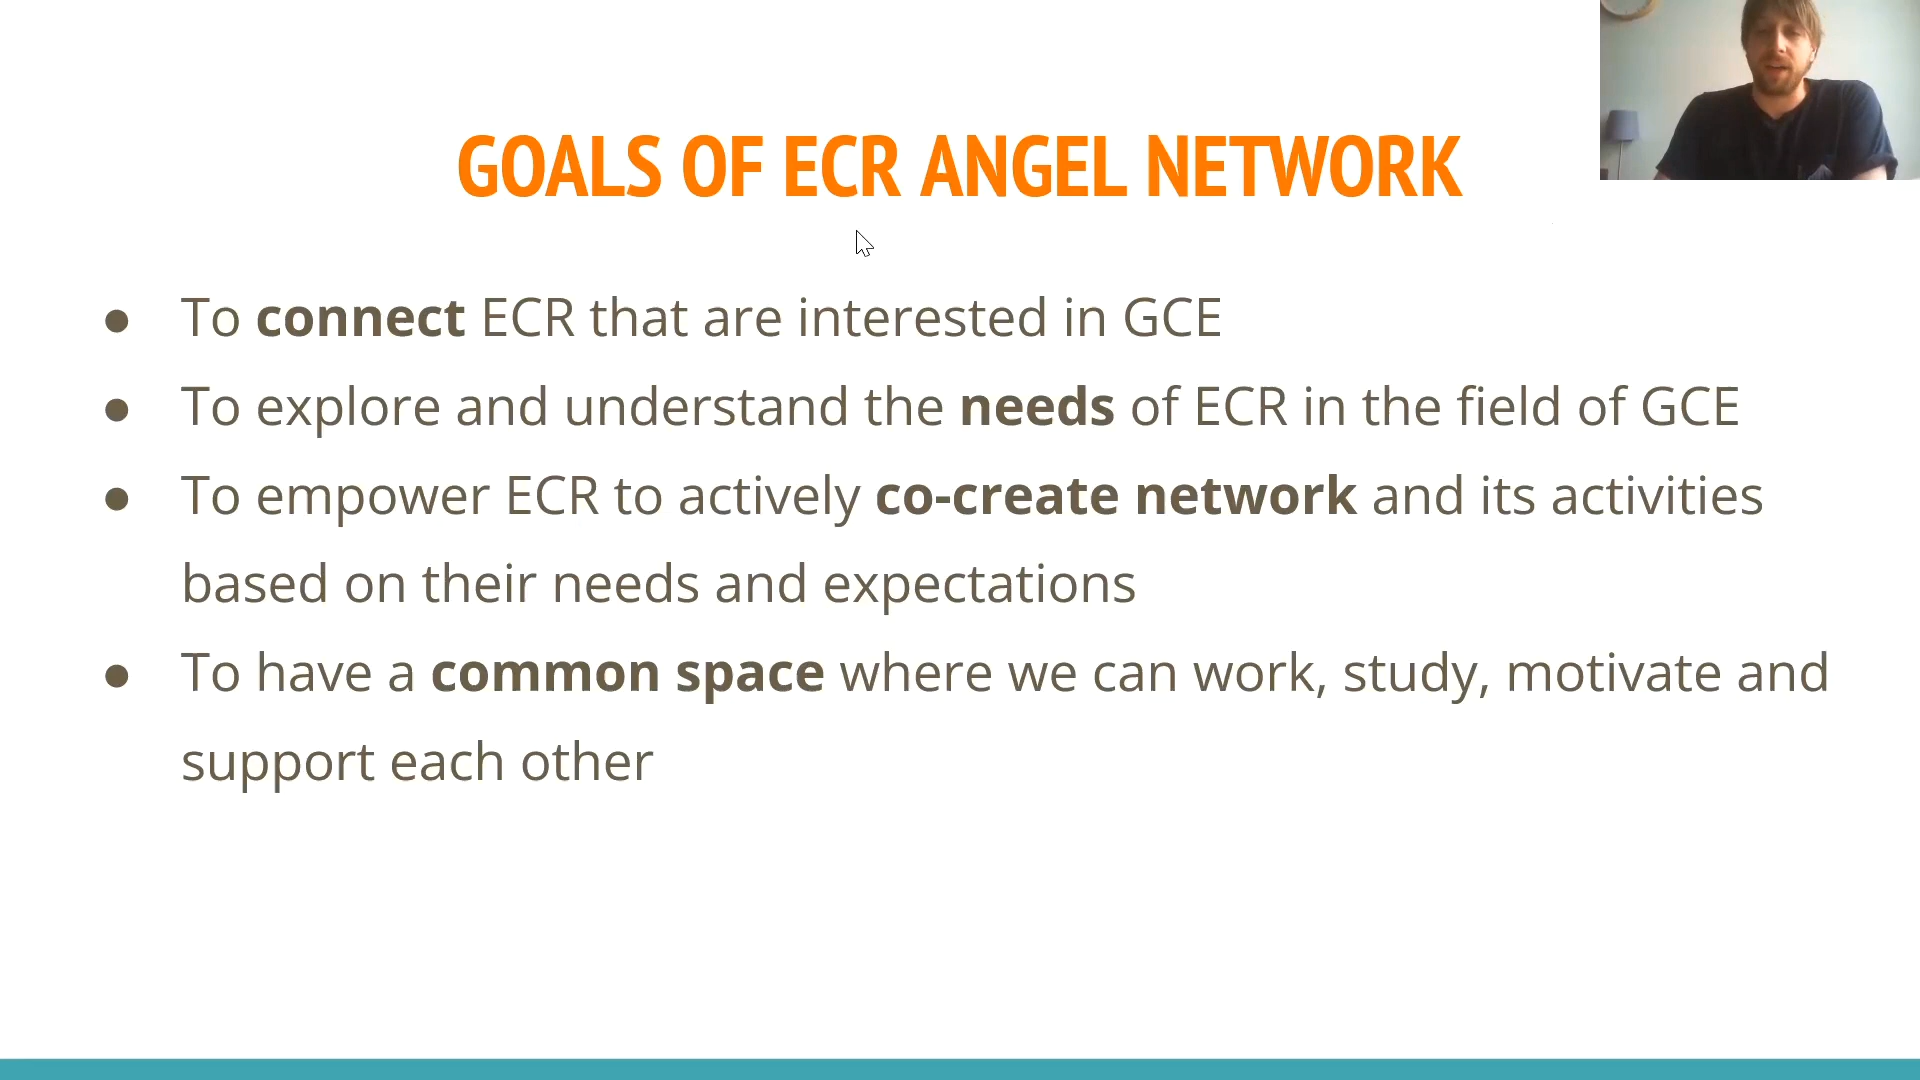 GOALS OF ECR ANGEL NETWORK
● To connect ECR that are interested in GCE
● To explore and understand the needs of ECR in the field of GCE
● To empower ECR to actively co-create network and its activities
based on their needs and expectations
● To have a common space where we can work, study, motivate and
support each other